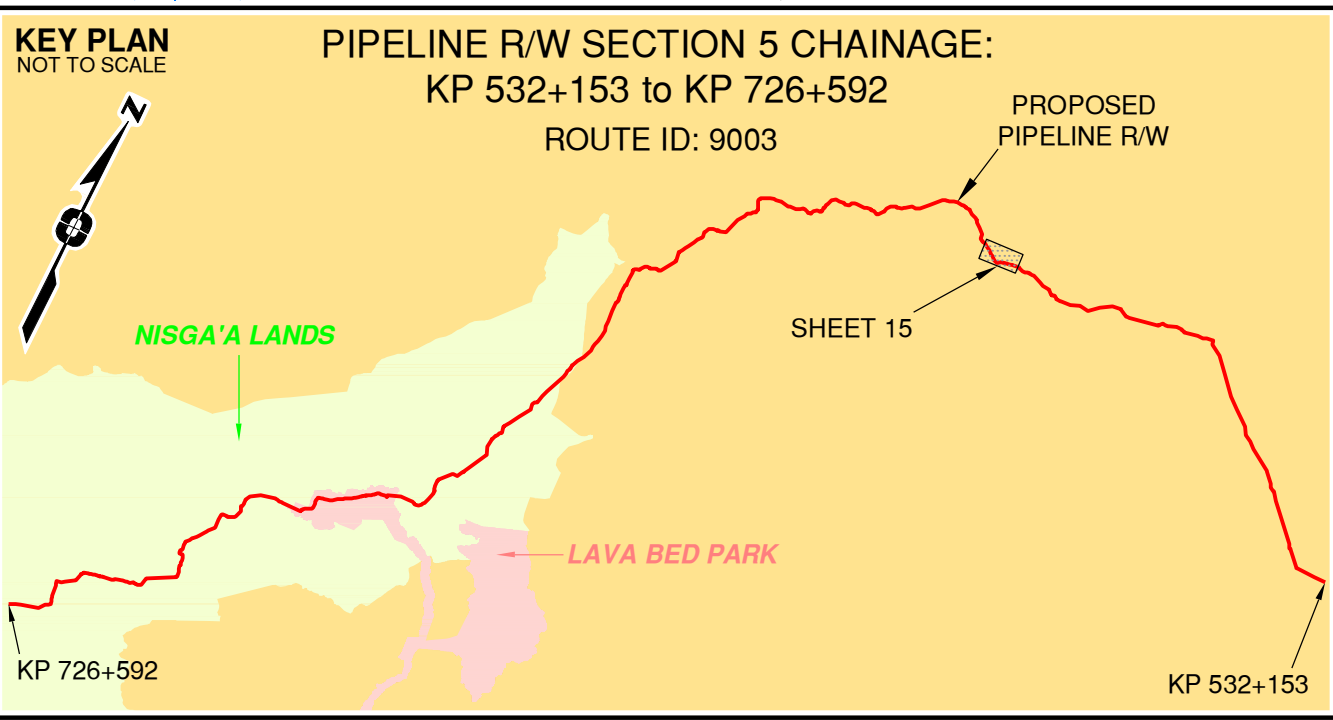 KEY PLAN
NOT TO SCALE
PIPELINE R/W SECTION 5 CHAINAGE:
KP 532+153 to KP 726+592
ROUTE ID: 9003
N
PROPOSED
PIPELINE R/W
SHEET 15
NISGA'A LANDS
LAVA BED PARK
KP 726+592
KP 532+153